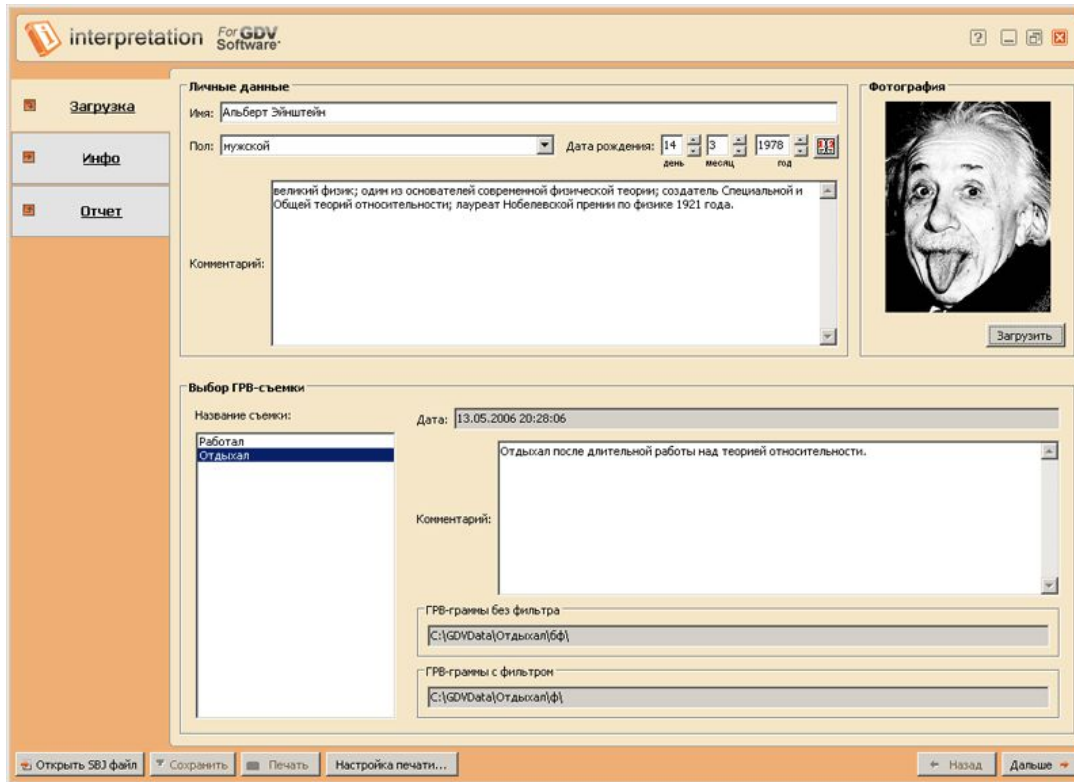 interpretation For GDV Software
Загрузка
Инфо
Отчет
Личные данные
Имя: Альберт Эйнштейн
Пол: мужской Дата рождения: 14 3 1978
день месяц год
Комментарий:
великий физик; один из основателей современной физической теории; создатель Специальной и
Общей теорий относительности; лауреат Нобелевской премии по физике 1921 года.
Фотография
Загрузить
Выбор ГРВ-съемки
Название съемки:
Работал
Отдыхал
Дата: 13.05.2006 20:28:06
Комментарий:
Отдыхал после длительной работы над теорией относительности.
ГРВ-граммы без фильтра
C:\GDVData\Отдыхал\бф\
ГРВ-граммы с фильтром
C:\GDVData\Отдыхал\ф\
Открыть SBJ файл Сохранить Печать Настройка печати... Назад Дальше